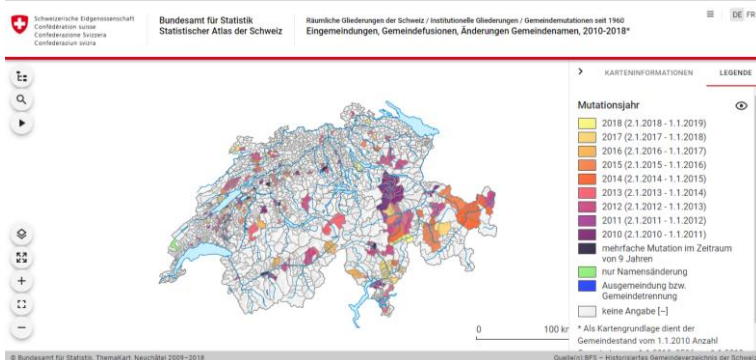 Schweizerische Eidgenossenschaft
Confédération suisse
Confederazione Svizzera
Confederaziun svizra
Bundesamt für Statistik
Statistischer Atlas der Schweiz
Räumliche Gliederungen der Schweiz / Institutionelle Gliederungen / Gemeindemutationen seit 1960
Eingemeindungen, Gemeindefusionen, Änderungen Gemeindenamen, 2010-2018*
DE FR
KARTENINFORMATIONEN LEGENDE
Mutationsjahr
2018 (2.1.2018 - 1.1.2019)
2017 (2.1.2017 - 1.1.2018)
2016 (2.1.2016 - 1.1.2017)
2015 (2.1.2015 - 1.1.2016)
2014 (2.1.2014 - 1.1.2015)
2013 (2.1.2013 - 1.1.2014)
2012 (2.1.2012 - 1.1.2013)
2011 (2.1.2011 - 1.1.2012)
2010 (2.1.2010 - 1.1.2011)
mehrfache Mutation im Zeitraum
von 9 Jahren
nur Namensänderung
Ausgemeindung bzw.
Gemeindetrennung
keine Angabe [–]
* Als Kartengrundlage dient der
Gemeindestand vom 1.1.2010 Anzahl
0 100 k
© Bundesamt für Statistik, ThemaKart, Neuchâtel 2009–2018
Quelle(n): BFS – Historisiertes Gemeindeverzeichnis der Schweiz